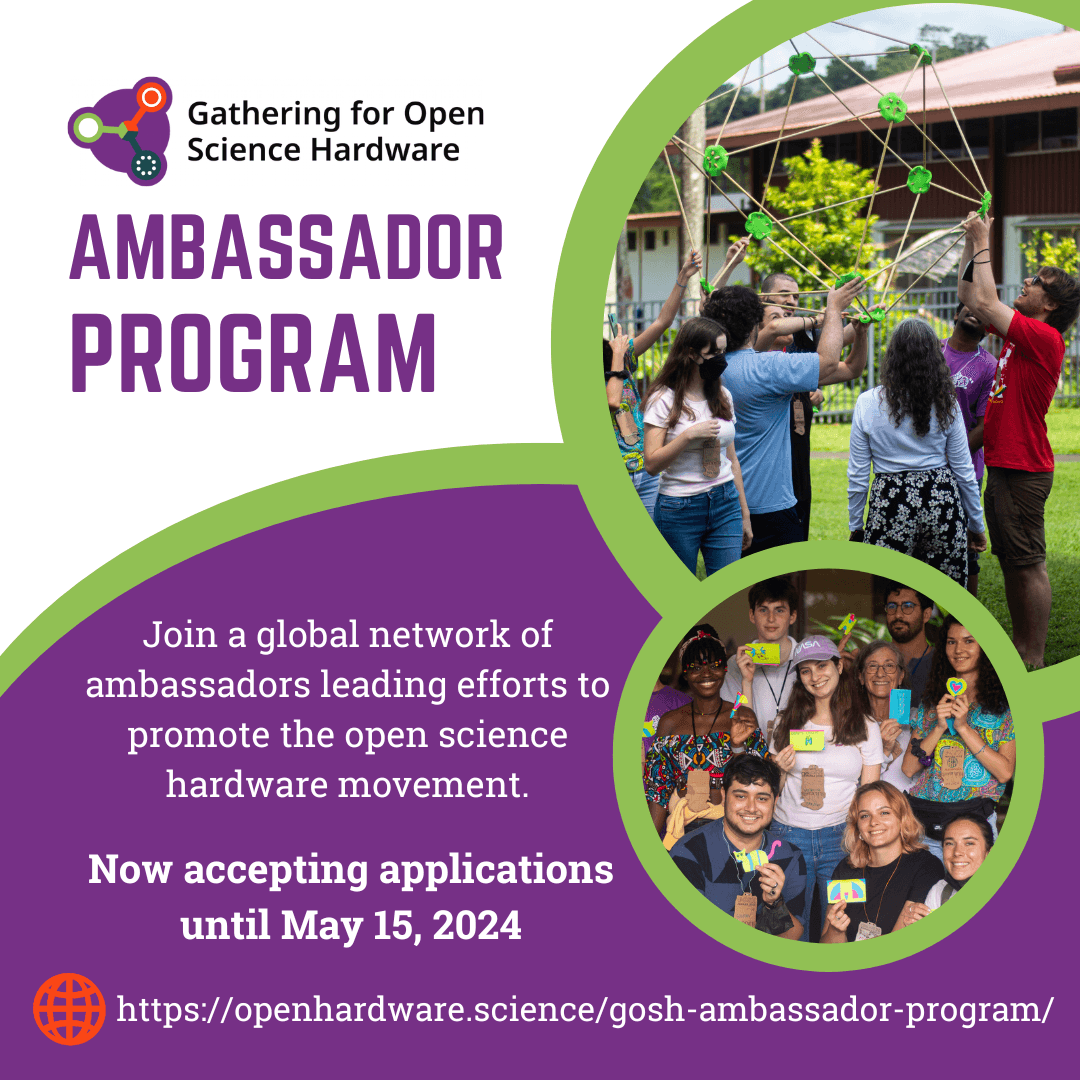 Gathering for Open
Science Hardware
AMBASSADOR
PROGRAM
Join a global network of
ambassadors leading efforts to
promote the open science
hardware movement.
Now accepting applications
until May 15, 2024
https://openhardware.science/gosh-ambassador-program/
NASA